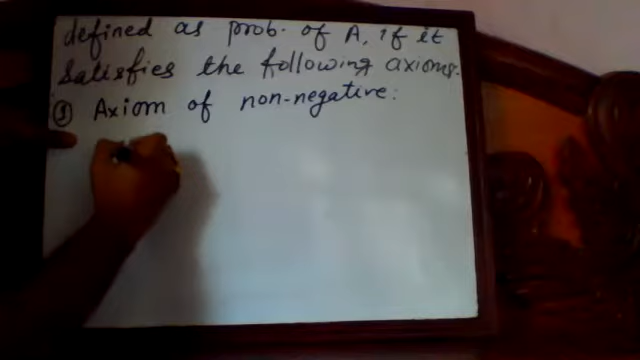 defined as prob. of A, if it
satisfies the following axioms.
① Axiom of non-negative: